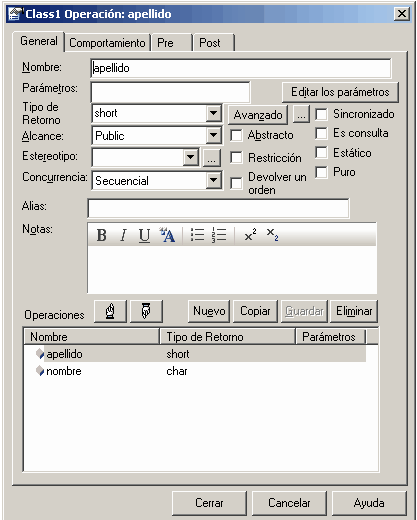 Class1 Operación: apellido
General Comportamiento Pre Post
Nombre: apellido
Parámetros: Editar los parámetros
Tipo de Retorno short Avanzado ... Sincronizado
Alcance: Public Abstracto Es consulta
Estereotipo: ... Restricción Estático
Concurrencia: Secuencial Devolver un orden Puro
Alias:
Notas: B I U A
x² x₂
Operaciones Nuevo Copiar Guardar Eliminar
Nombre Tipo de Retorno Parámetros
apellido short
nombre char
Cerrar Cancelar Ayuda